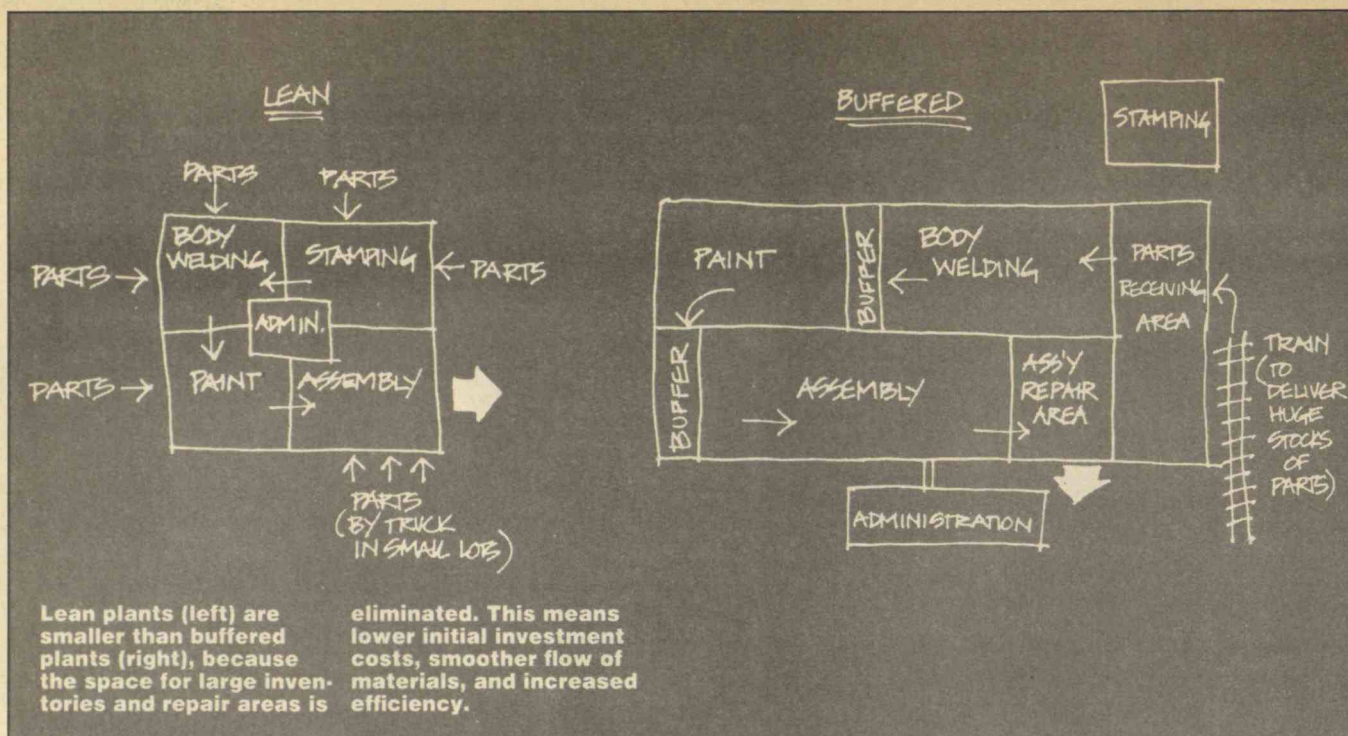 LEAN
PARTS
PARTS
BODY
WELDING
STAMPING
PARTS
PARTS
ADMIN.
PARTS
PAINT
ASSEMBLY
PARTS
(BY TRUCK
IN SMALL LOTS)
BUFFERED
STAMPING
PAINT
BUFFER
BODY
WELDING
PARTS
RECEIVING
AREA
BUFFER
ASSEMBLY
ASS'Y
REPAIR
AREA
TRAIN
(TO
DELIVER
HUGE
STOCKS
OF
PARTS)
ADMINISTRATION
Lean plants (left) are
smaller than buffered
plants (right), because
the space for large inven-
tories and repair areas is
eliminated. This means
lower initial investment
costs, smoother flow of
materials, and increased
efficiency.